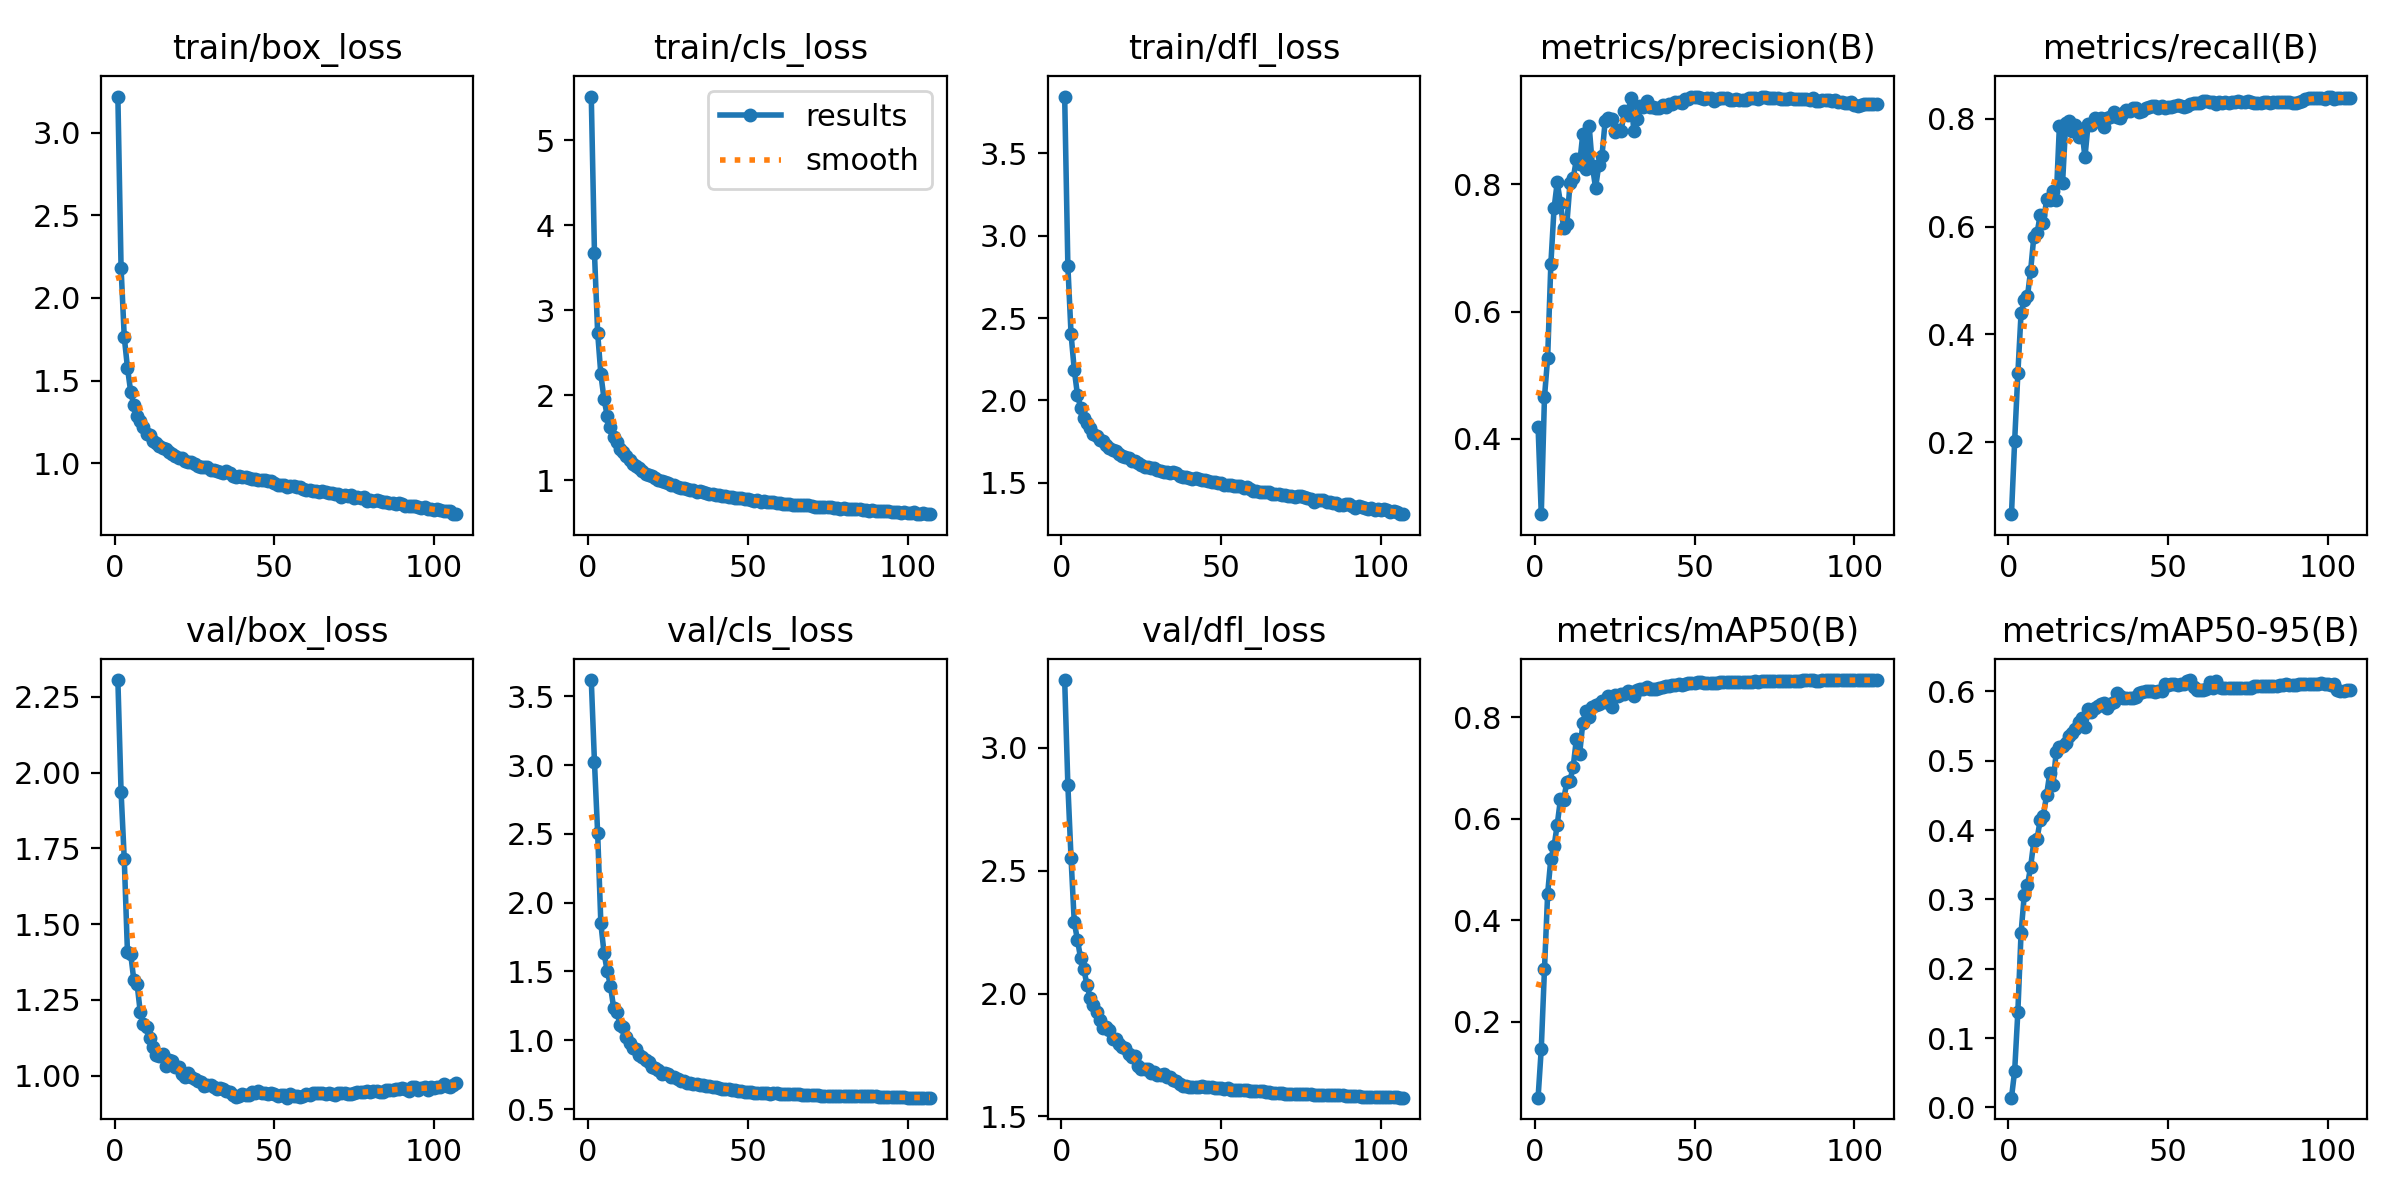 train/box_loss
3.0
2.5
2.0
1.5
1.0
0 50 100
train/cls_loss
results
smooth
5
4
3
2
1
0 50 100
train/dfl_loss
3.5
3.0
2.5
2.0
1.5
0 50 100
metrics/precision(B)
0.8
0.6
0.4
0 50 100
metrics/recall(B)
0.8
0.6
0.4
0.2
0 50 100
val/box_loss
2.25
2.00
1.75
1.50
1.25
1.00
0 50 100
val/cls_loss
3.5
3.0
2.5
2.0
1.5
1.0
0.5
0 50 100
val/dfl_loss
3.0
2.5
2.0
1.5
0 50 100
metrics/mAP50(B)
0.8
0.6
0.4
0.2
0 50 100
metrics/mAP50-95(B)
0.6
0.5
0.4
0.3
0.2
0.1
0.0
0 50 100